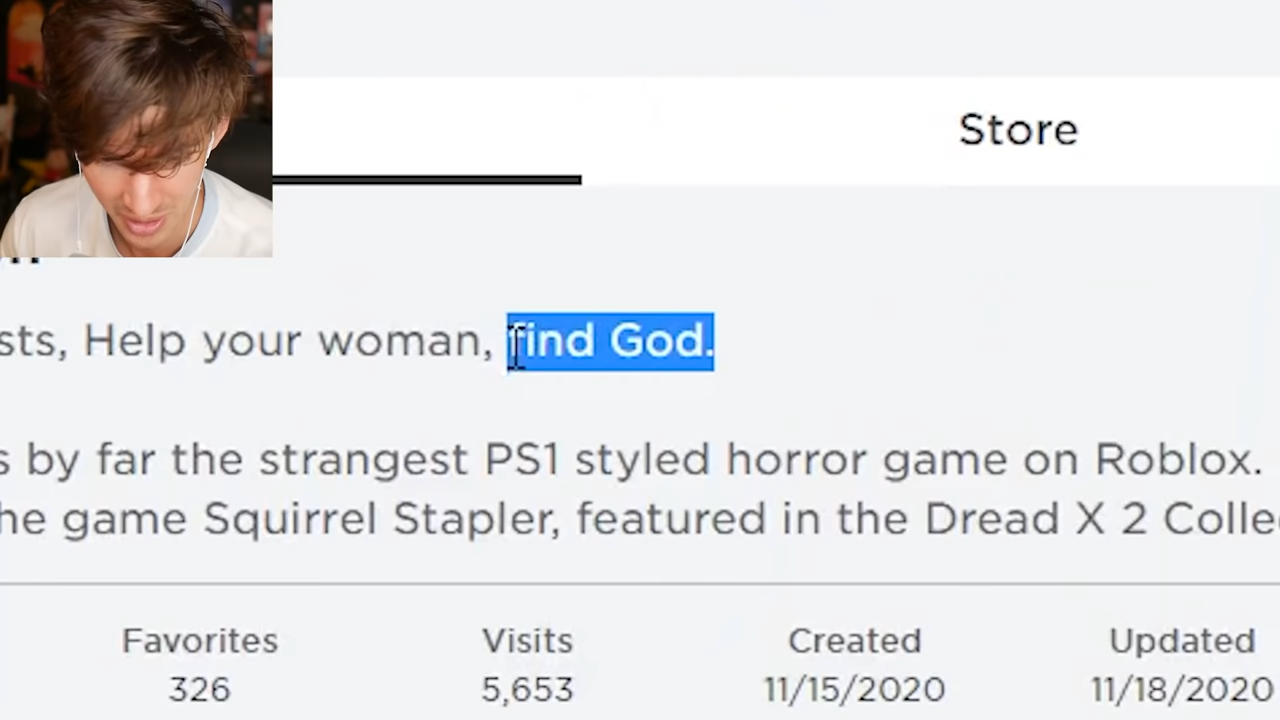 Store
sts, Help your woman, find God.
s by far the strangest PS1 styled horror game on Roblox.
he game Squirrel Stapler, featured in the Dread X 2 Colle
Favorites Visits Created Updated
326 5,653 11/15/2020 11/18/2020